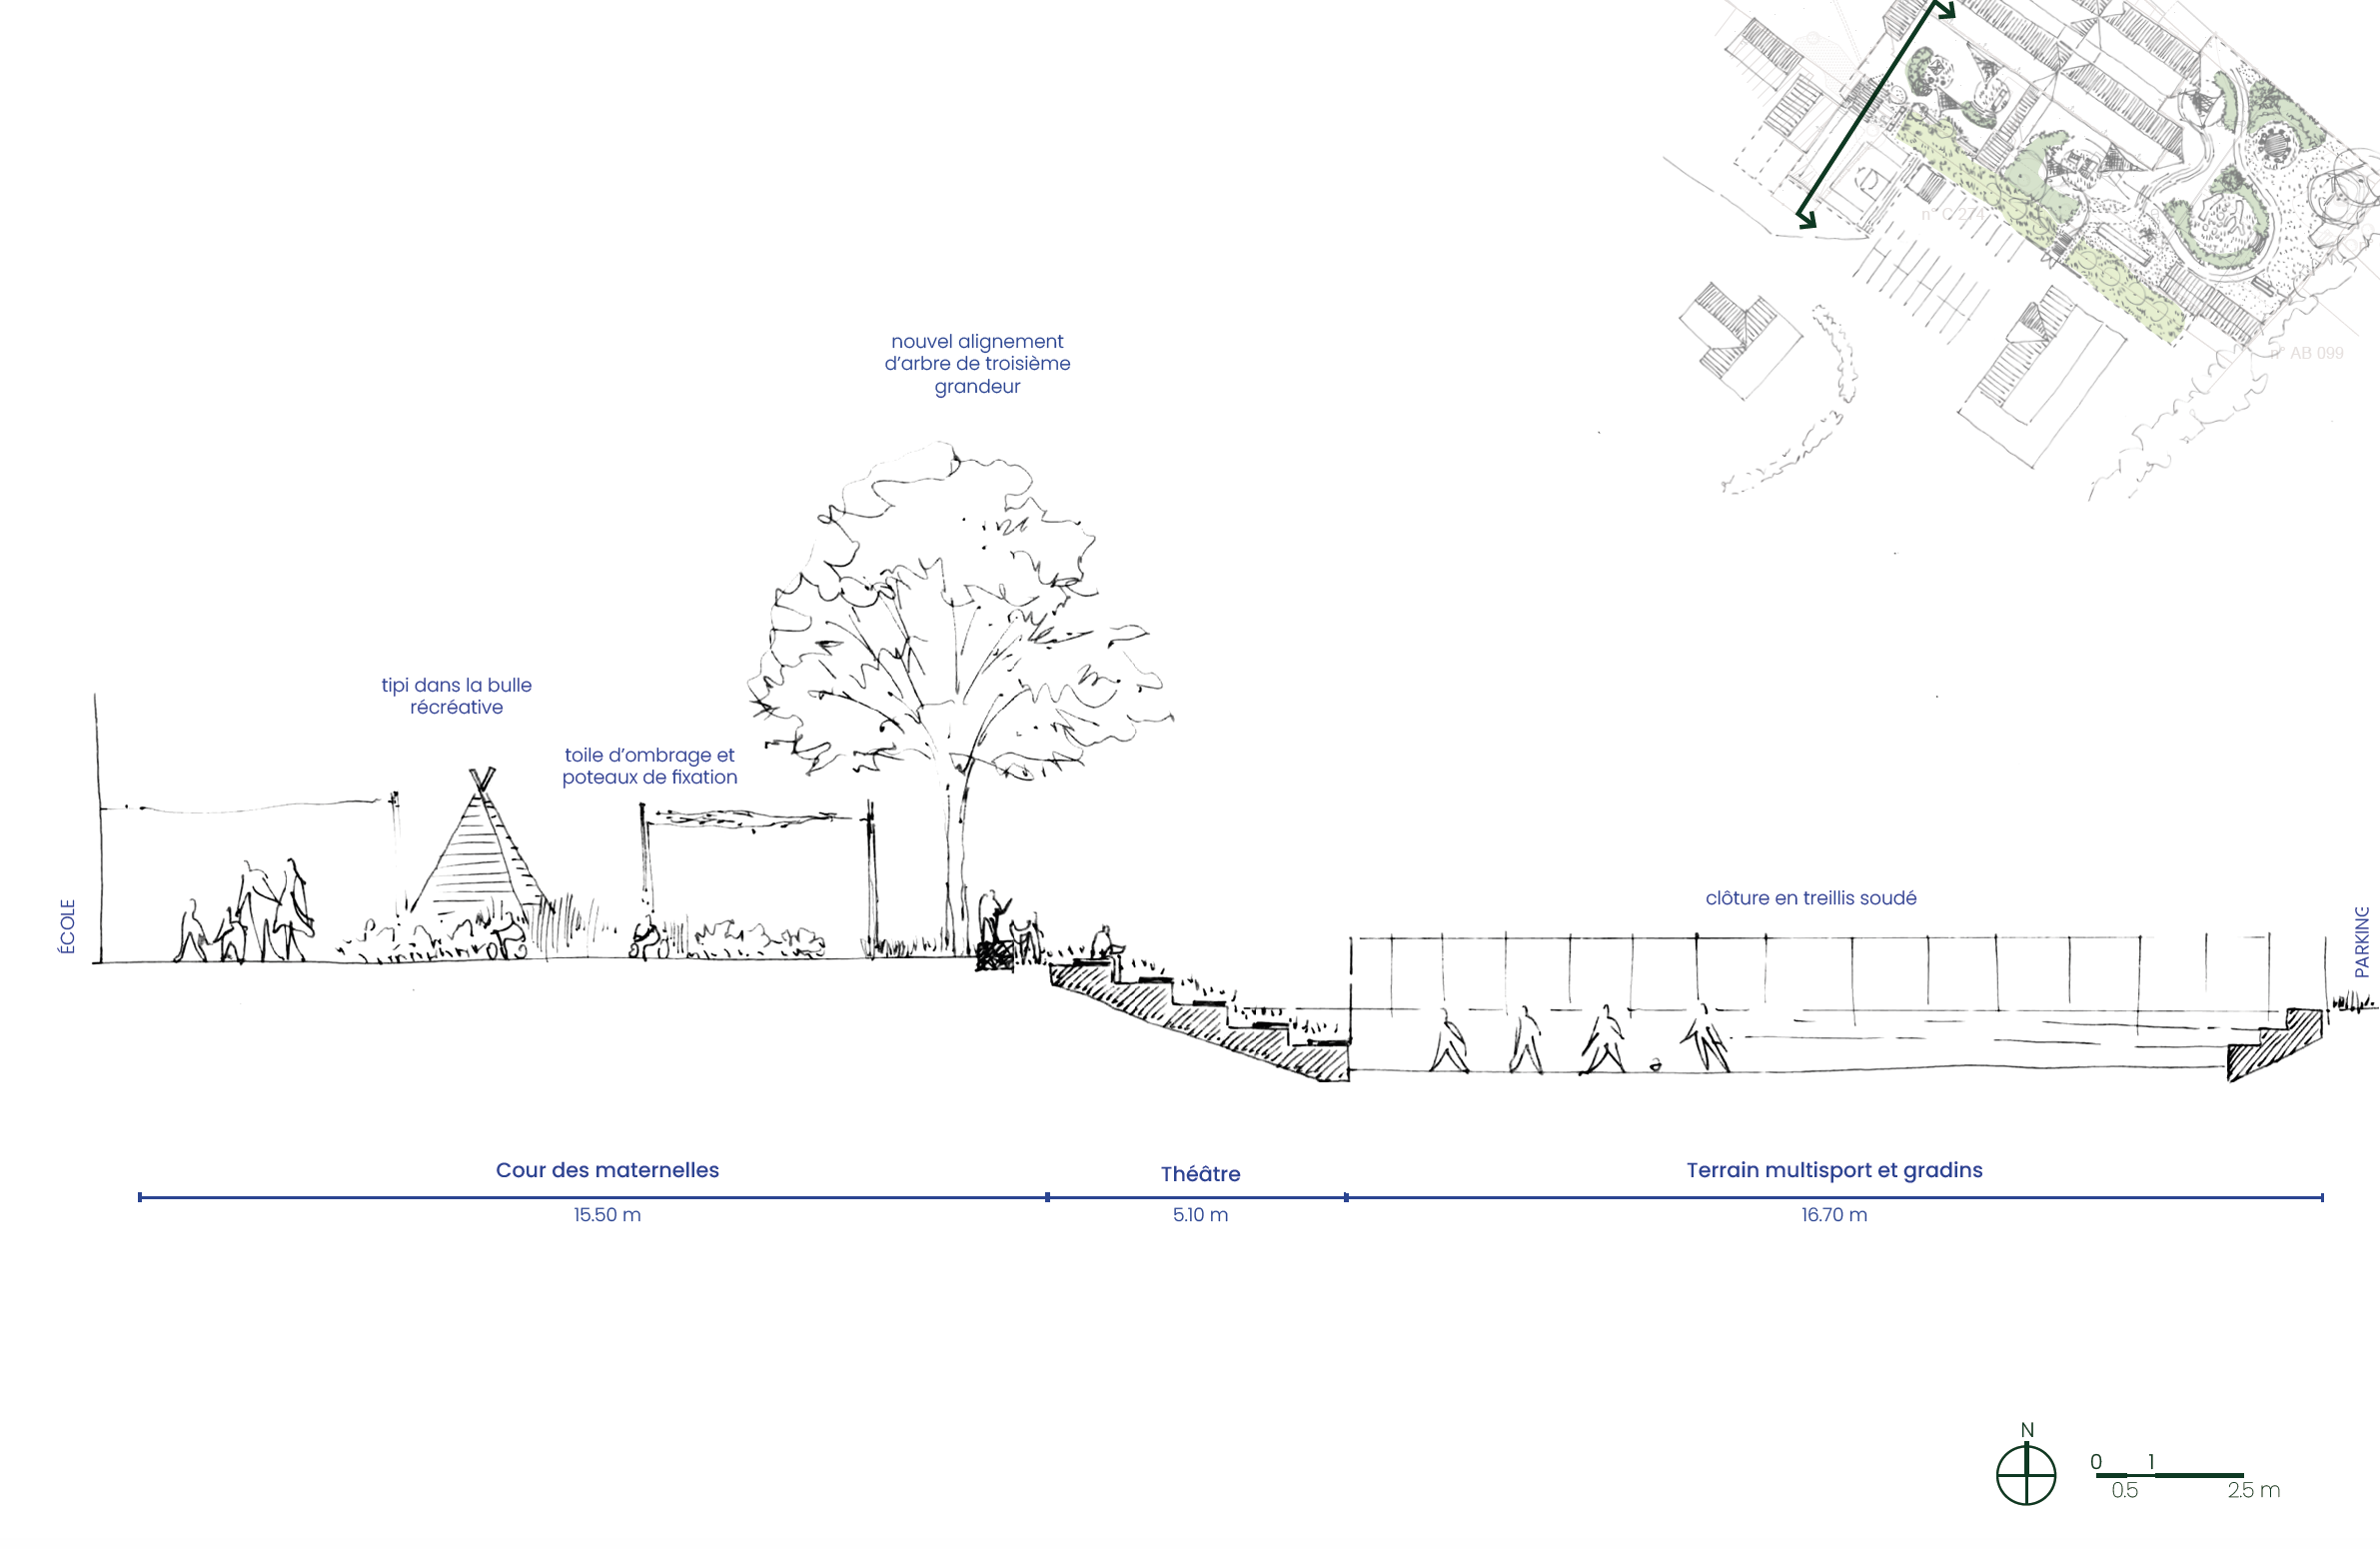 n° C 274
n° AB 099
nouvel alignement
d'arbre de troisième
grandeur
tipi dans la bulle
récréative
toile d'ombrage et
poteaux de fixation
clôture en treillis soudé
ÉCOLE
PARKING
Cour des maternelles
Théâtre
Terrain multisport et gradins
15.50 m
5.10 m
16.70 m
N
0 1
0.5 2.5 m